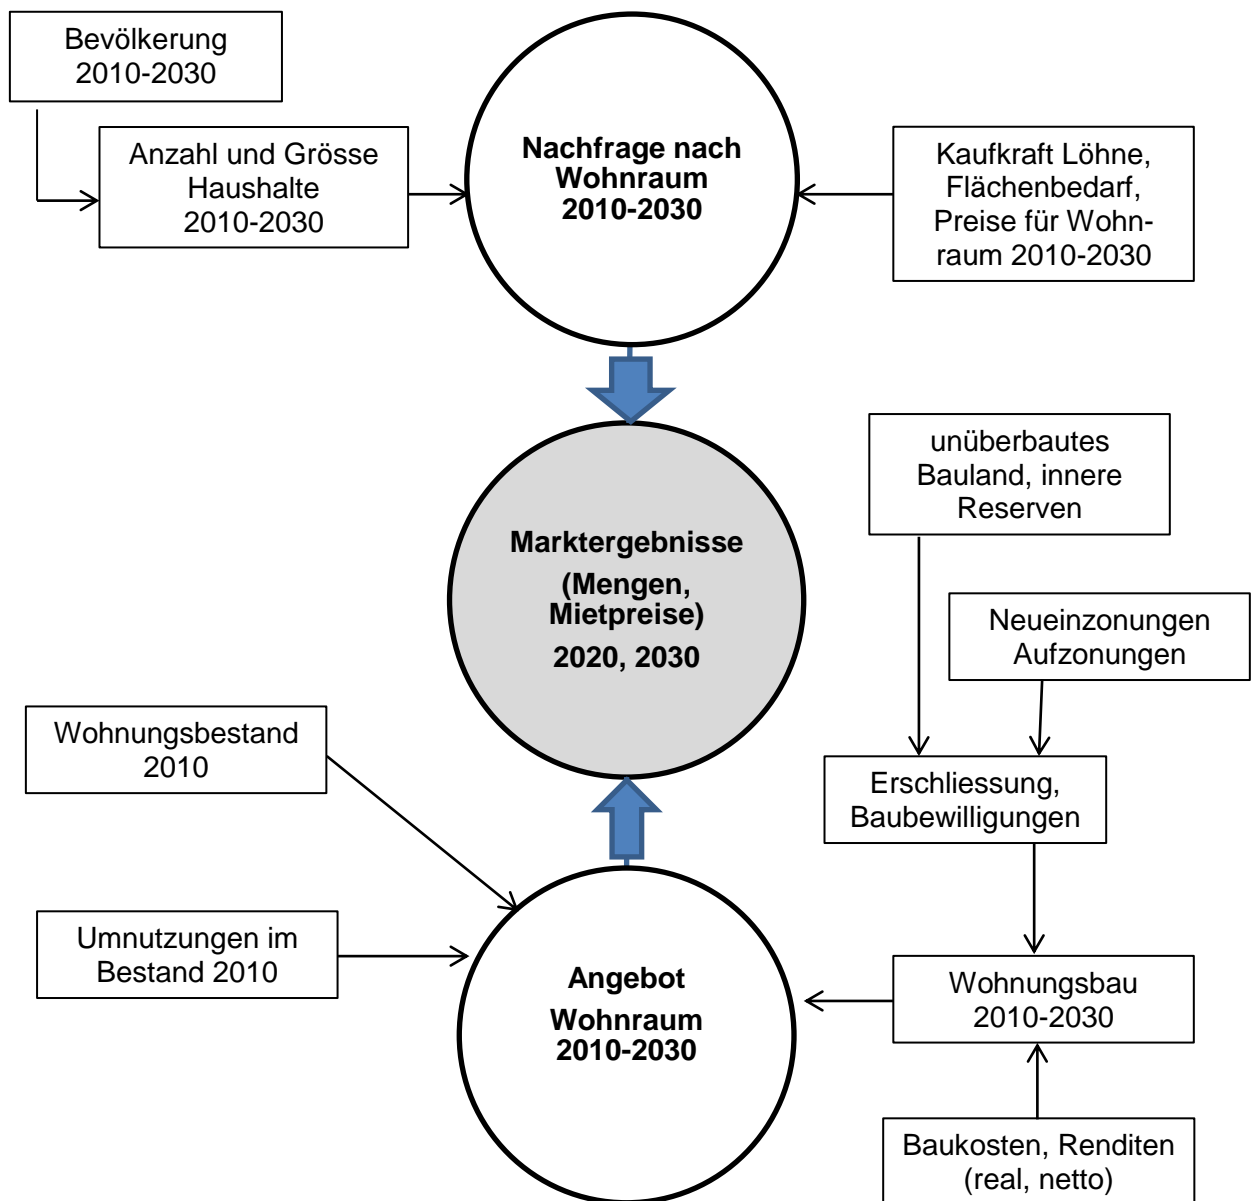 Bevölkerung
2010-2030
Anzahl und Grösse
Haushalte
2010-2030
Nachfrage nach
Wohnraum
2010-2030
Kaufkraft Löhne,
Flächenbedarf,
Preise für Wohn-
raum 2010-2030
Marktergebnisse
(Mengen,
Mietpreise)
2020, 2030
unüberbautes
Bauland, innere
Reserven
Neueinzonungen
Aufzonungen
Erschliessung,
Baubewilligungen
Wohnungsbestand
2010
Umnutzungen im
Bestand 2010
Angebot
Wohnraum
2010-2030
Wohnungsbau
2010-2030
Baukosten, Renditen
(real, netto)